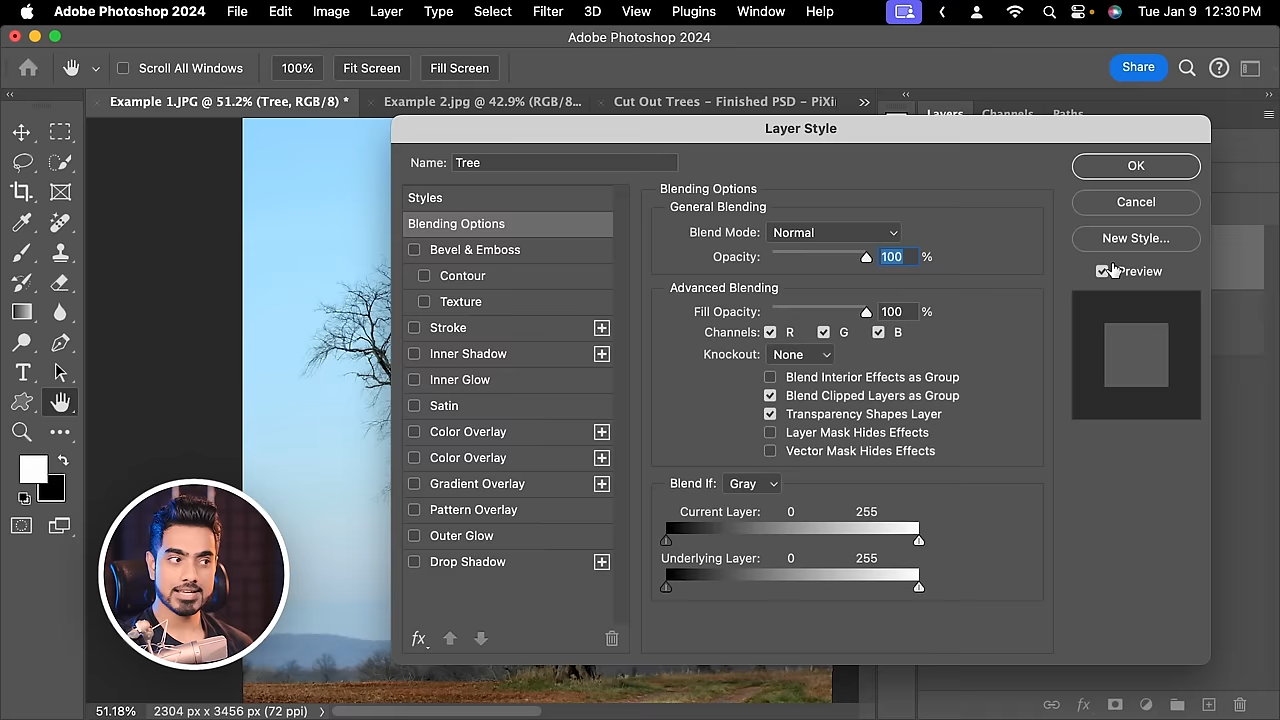 Adobe Photoshop 2024 File Edit Image Layer Type Select Filter 3D View Plugins Window Help Tue Jan 9 12:30 PM
Adobe Photoshop 2024
Scroll All Windows 100% Fit Screen Fill Screen Share
Example 1.JPG @ 51.2% (Tree, RGB/8) * Example 2.jpg @ 42.9% (RGB/8... Cut Out Trees – Finished PSD – PiXi
Layers Channels Paths
Layer Style
Name: Tree
Styles
Blending Options
Bevel & Emboss
Contour
Texture
Stroke
Inner Shadow
Inner Glow
Satin
Color Overlay
Color Overlay
Gradient Overlay
Pattern Overlay
Outer Glow
Drop Shadow
fx
Blending Options
General Blending
Blend Mode: Normal
Opacity: 100 %
Advanced Blending
Fill Opacity: 100 %
Channels: R G B
Knockout: None
Blend Interior Effects as Group
Blend Clipped Layers as Group
Transparency Shapes Layer
Layer Mask Hides Effects
Vector Mask Hides Effects
Blend If: Gray
Current Layer: 0 255
Underlying Layer: 0 255
OK
Cancel
New Style...
Preview
51.18% 2304 px x 3456 px (72 ppi)
fx